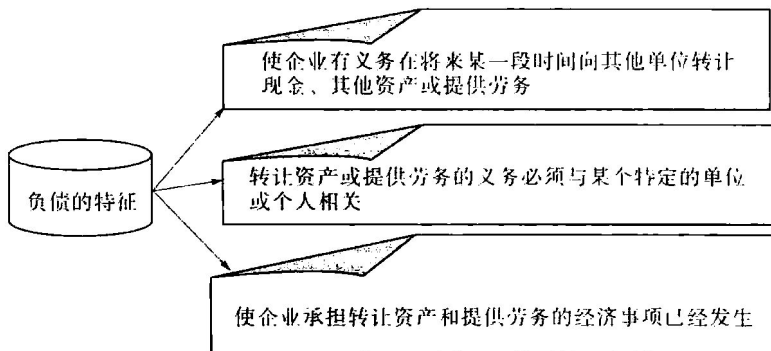 使企业有义务在将来某一段时间向其他单位转让
现金、其他资产或提供劳务
转让资产或提供劳务的义务必须与某个特定的单位
或个人相关
负债的特征
使企业承担转让资产和提供劳务的经济事项已经发生